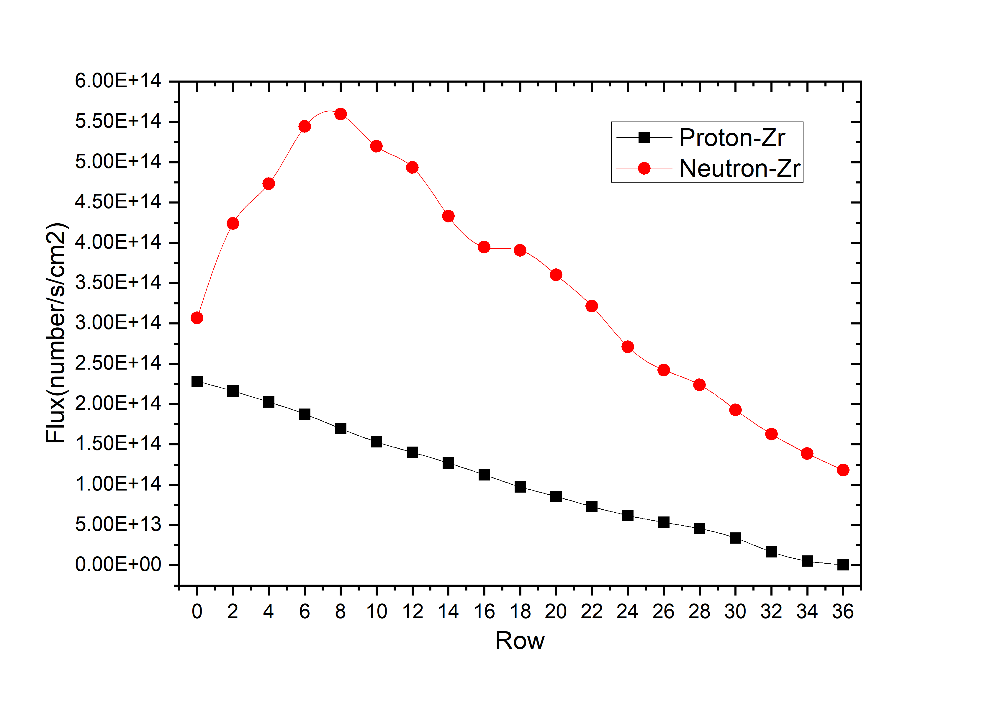 6.00E+14
5.50E+14
5.00E+14
4.50E+14
4.00E+14
3.50E+14
3.00E+14
2.50E+14
2.00E+14
1.50E+14
1.00E+14
5.00E+13
0.00E+00
Flux(number/s/cm2)
Proton-Zr
Neutron-Zr
0 2 4 6 8 10 12 14 16 18 20 22 24 26 28 30 32 34 36
Row